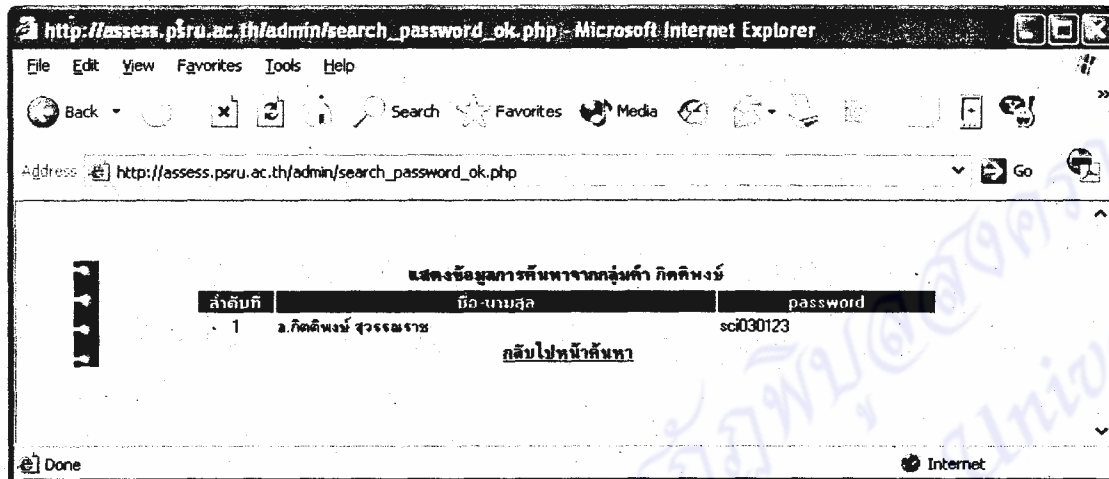 http://assess.psru.ac.th/admin/search_password_ok.php - Microsoft Internet Explorer
File Edit View Favorites Tools Help
Back Search Favorites Media »
Address http://assess.psru.ac.th/admin/search_password_ok.php Go
แสดงข้อมูลการค้นหาจากกลุ่มคำ กิตติพงษ์
ลำดับที่ ชื่อ-นามสุล password
1 อ.กิตติพงษ์ สุวรรณราช sci030123
กลับไปหน้าค้นหา
Done Internet